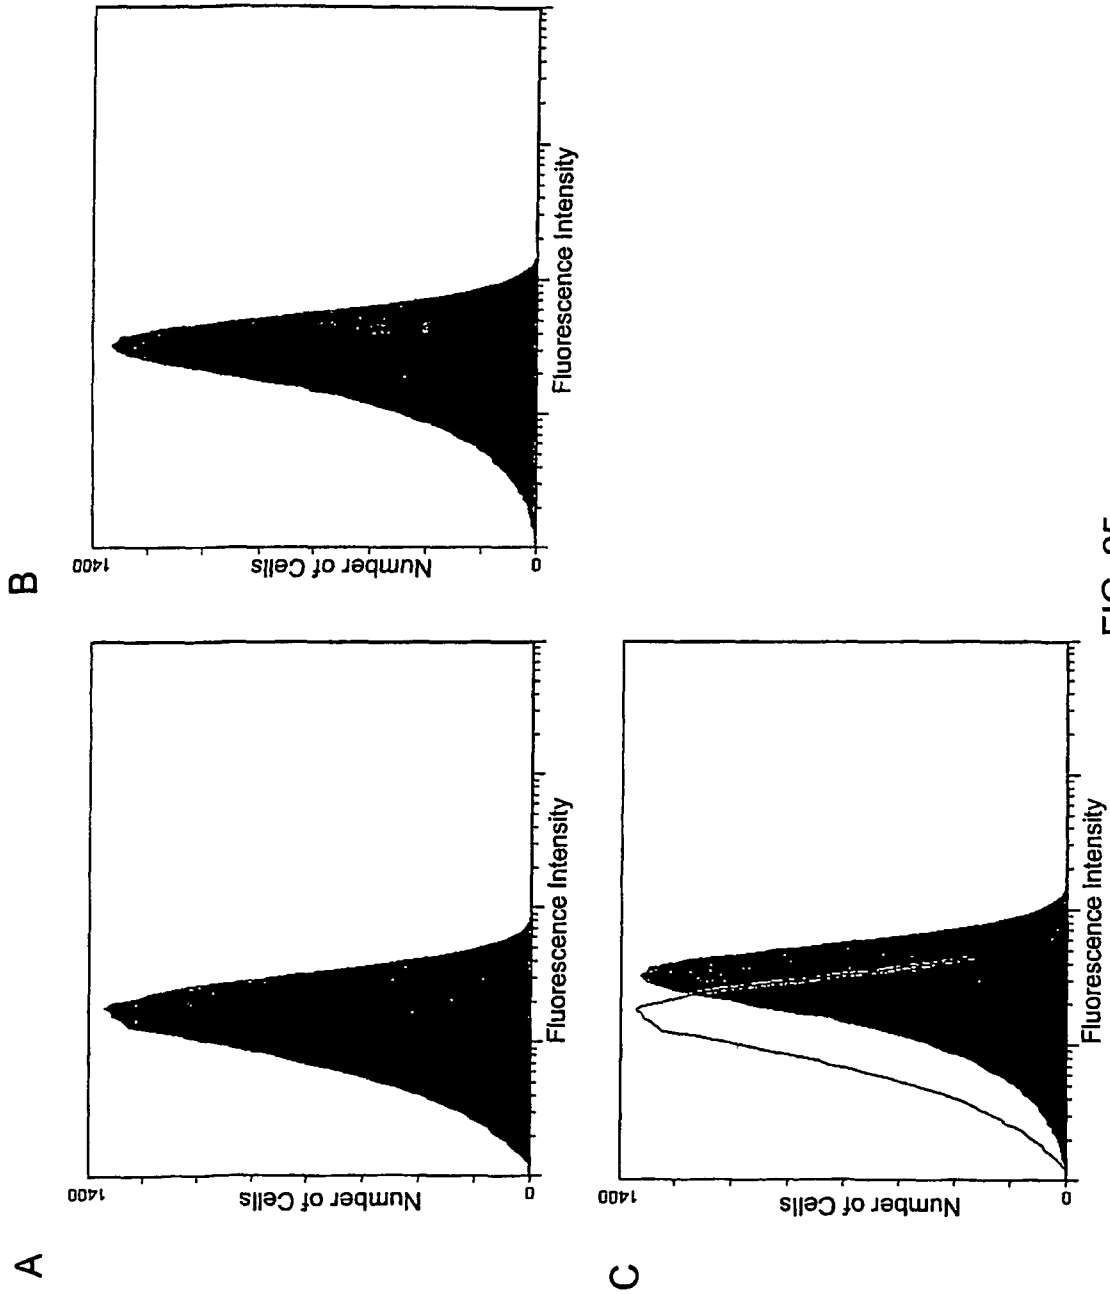 A
1400
Number of Cells
0
Fluorescence Intensity
B
1400
Number of Cells
0
Fluorescence Intensity
C
1400
Number of Cells
0
Fluorescence Intensity